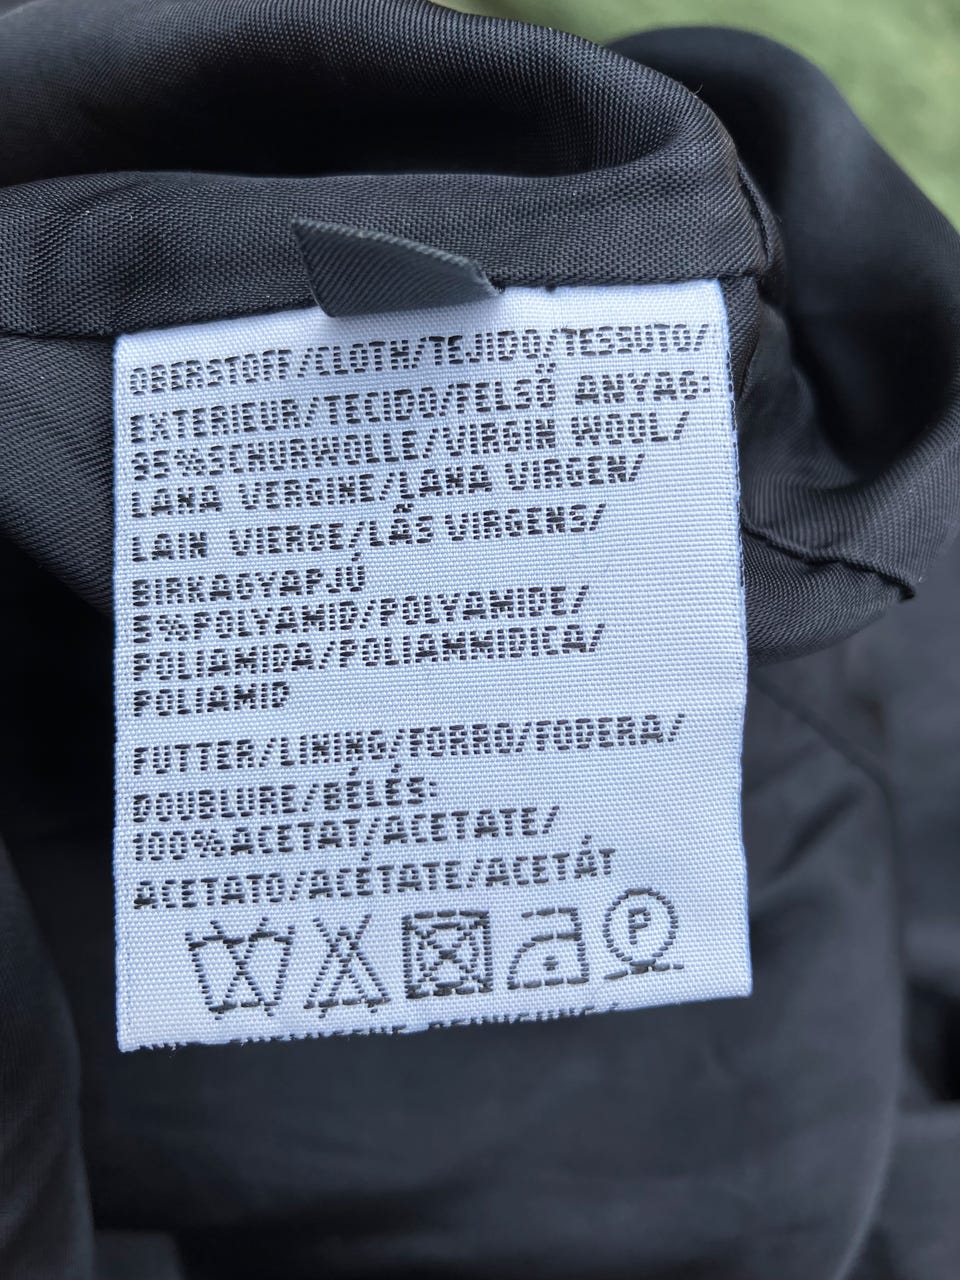 OBERSTOFF/CLOTH/TEJIDO/TESSUTO/
EXTERIEUR/TECIDO/FELSŐ ANYAG:
95%SCHURWOLLE/VIRGIN WOOL/
LANA VERGINE/LANA VIRGEN/
LAIN VIERGE/LÃS VIRGENS/
BIRKAGYAPJÚ
5%POLYAMID/POLYAMIDE/
POLIAMIDA/POLIAMMIDICA/
POLIAMID
FUTTER/LINING/FORRO/FODERA/
DOUBLURE/BÉLÉS:
100%ACETAT/ACETATE/
ACETATO/ACÉTATE/ACETÁT
P